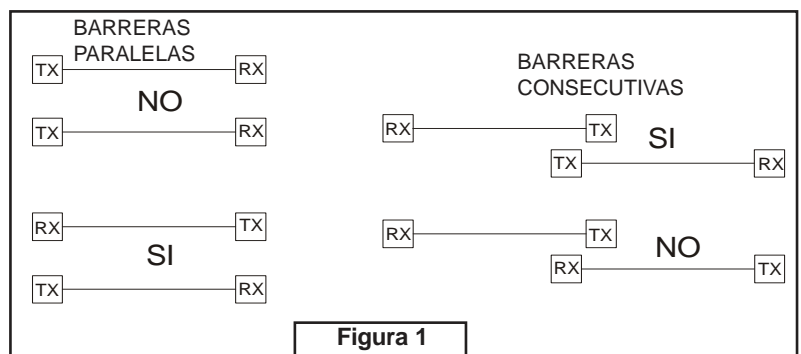 BARRERAS
PARALELAS
TX RX
NO
TX RX
RX TX
SI
TX RX
BARRERAS
CONSECUTIVAS
RX TX
SI
TX RX
RX TX
NO
RX TX
Figura 1